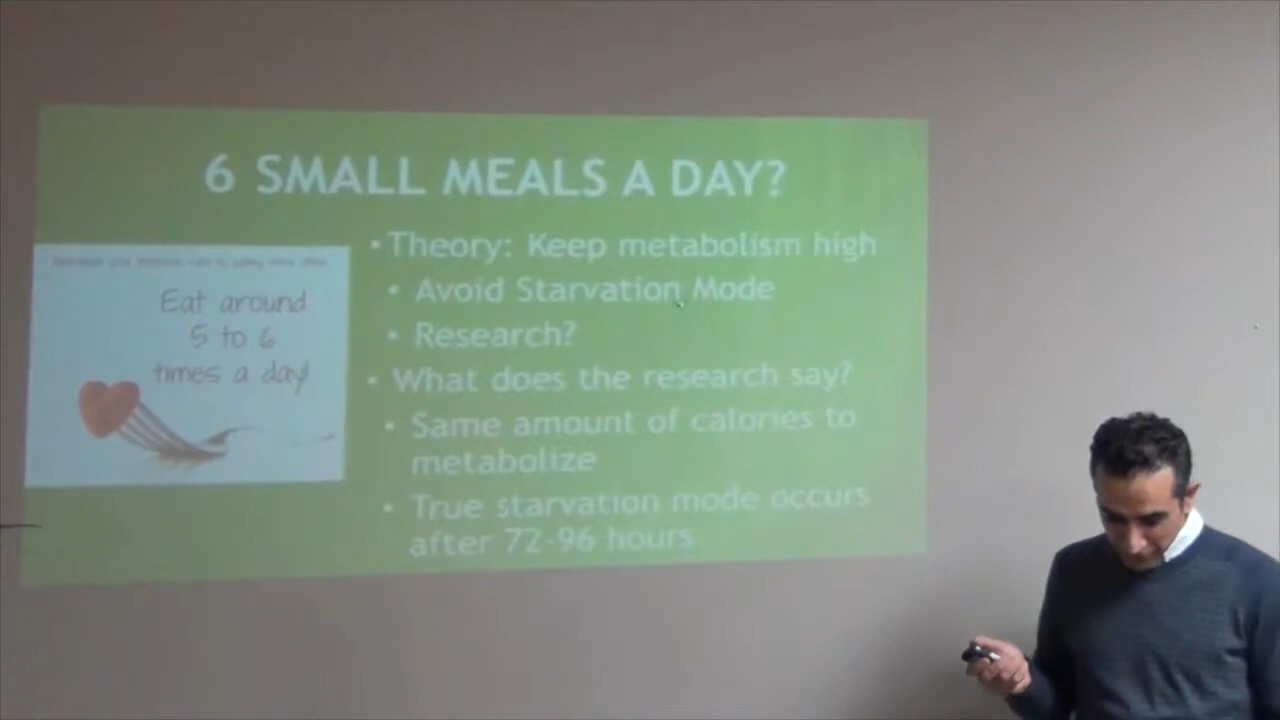 6 SMALL MEALS A DAY?
• Theory: Keep metabolism high
• Avoid Starvation Mode
• Research?
• What does the research say?
• Same amount of calories to
metabolize
• True starvation mode occurs
after 72-96 hours
Eat around
5 to 6
times a day!